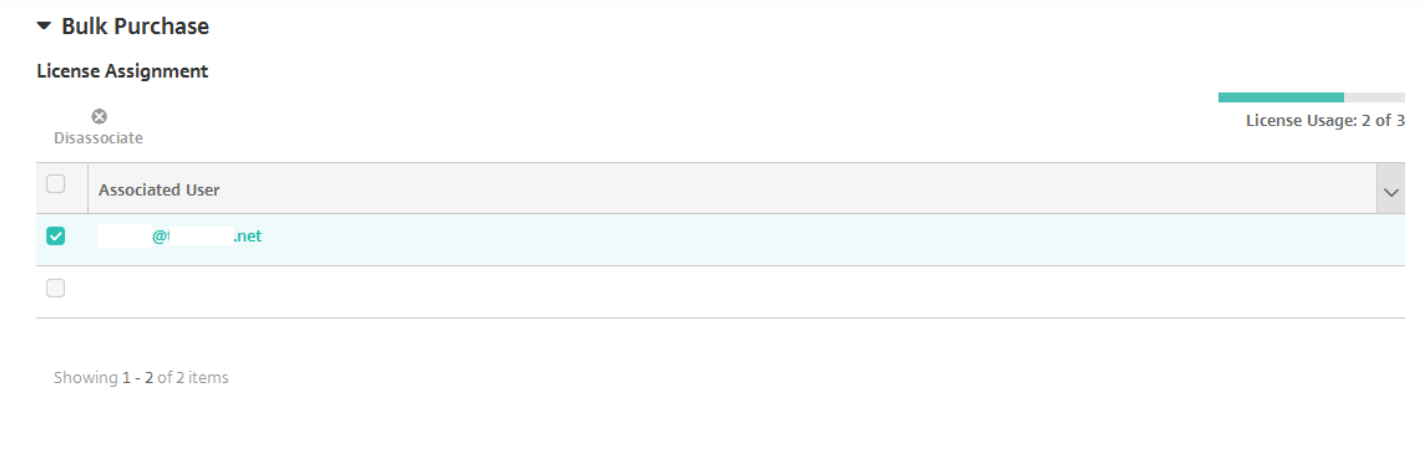 Bulk Purchase
License Assignment
Disassociate
License Usage: 2 of 3
Associated User
@ .net
Showing 1 - 2 of 2 items